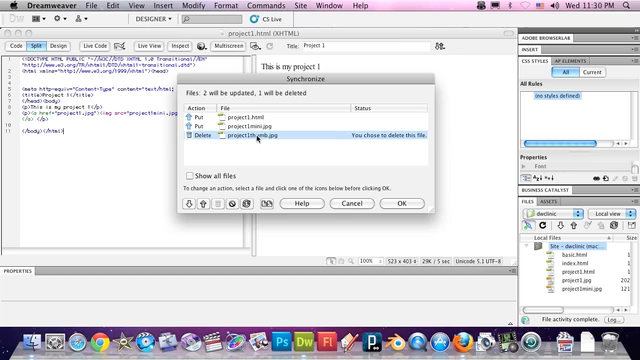 Dreamweaver File Edit View Insert Modify Format Commands
Wed 11:30 PM
Dw DESIGNER CS Live
project1.html (XHTML)
Code Split Design Live View Inspect Multiscreen Title: Project 1
Synchronize
Files: 2 will be updated, 1 will be deleted
Action File Status
Put project1.html
Put project1mini.jpg
Delete project1thumb.jpg You chose to delete this file.
Show all files
To change an action, select a file and click one of the icons below before clicking OK.
Help Cancel OK
This is my project 1
100% 523 x 403 29K / 5 sec Unicode 5.1 UTF-8
PROPERTIES
ADOBE BROWSERLAB
INSERT
CSS STYLES AP ELEMENTS
All Current
All Rules
(no styles defined)
Properties
BUSINESS CATALYST
FILES ASSETS
dwclinic Local view
Local Files
Site - dwclinic (mac...
basic.html
index.html
project1.html
project1.jpg 202
project1mini.jpg 121
File activity complete. Log...